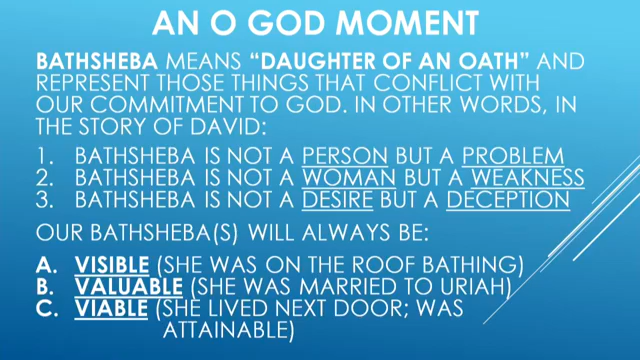 AN O GOD MOMENT
BATHSHEBA MEANS "DAUGHTER OF AN OATH" AND
REPRESENT THOSE THINGS THAT CONFLICT WITH
OUR COMMITMENT TO GOD. IN OTHER WORDS, IN
THE STORY OF DAVID:
1. BATHSHEBA IS NOT A PERSON BUT A PROBLEM
2. BATHSHEBA IS NOT A WOMAN BUT A WEAKNESS
3. BATHSHEBA IS NOT A DESIRE BUT A DECEPTION
OUR BATHSHEBA(S) WILL ALWAYS BE:
A. VISIBLE (SHE WAS ON THE ROOF BATHING)
B. VALUABLE (SHE WAS MARRIED TO URIAH)
C. VIABLE (SHE LIVED NEXT DOOR; WAS
ATTAINABLE)